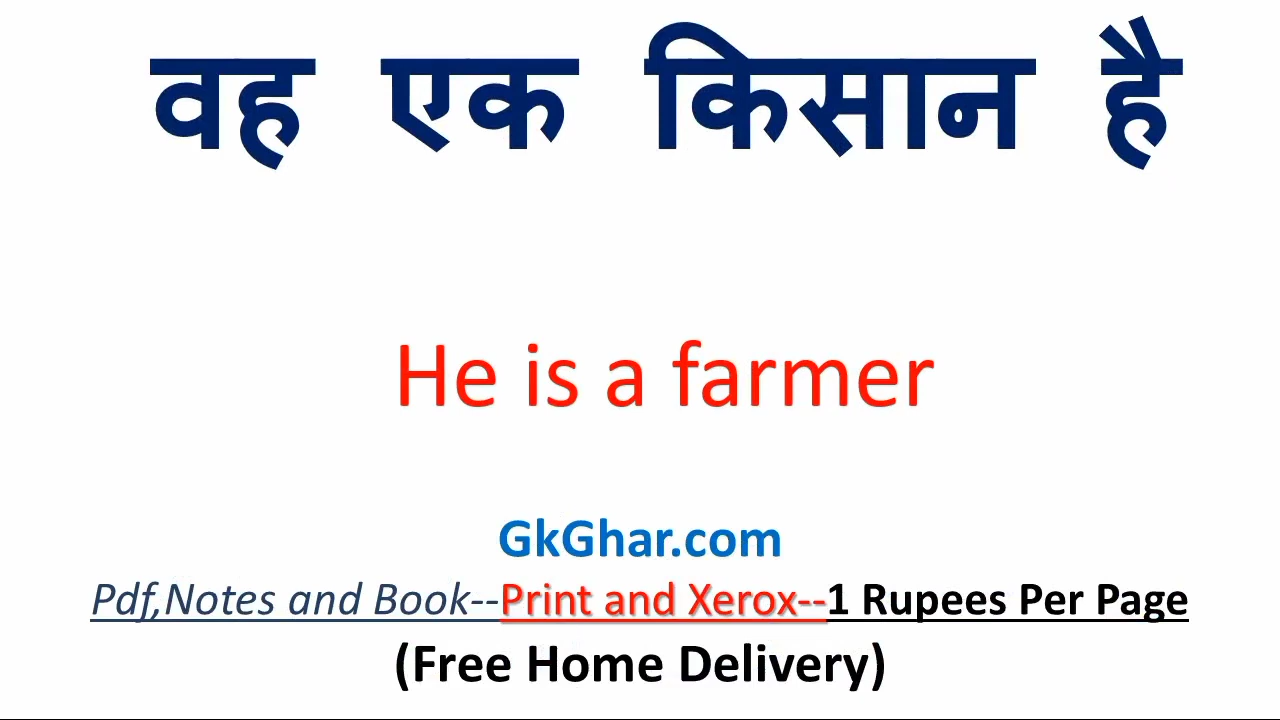 वह एक किसान है
He is a farmer
GkGhar.com
Pdf,Notes and Book--Print and Xerox--1 Rupees Per Page
(Free Home Delivery)